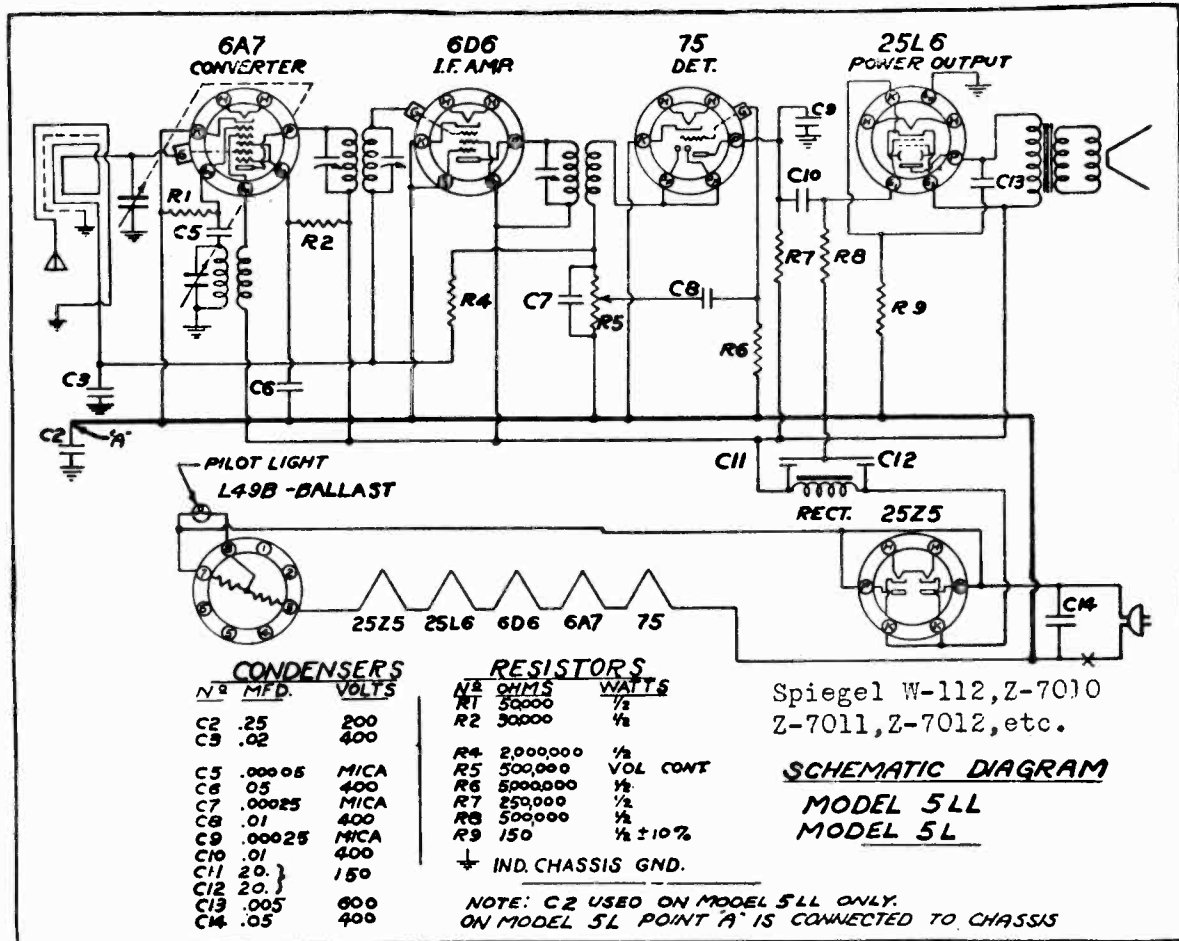 6A7
CONVERTER
6D6
I.F. AMP.
75
DET.
25L6
POWER OUTPUT
R1
C5
R2
R4
C7
R5
C8
R6
C9
C10
R7
R8
R9
C13
C3
C6
C2
"A"
C11
C12
PILOT LIGHT
L49B-BALLAST
RECT. 25Z5
C14
25Z5 25L6 6D6 6A7 75
CONDENSERS
Nº MFD. VOLTS
C2 .25 200
C3 .02 400
C5 .00005 MICA
C6 .05 400
C7 .00025 MICA
C8 .01 400
C9 .00025 MICA
C10 .01 400
C11 20. } 150
C12 20. }
C13 .005 600
C14 .05 400
RESISTORS
Nº OHMS WATTS
R1 50,000 1/2
R2 30,000 1/2
R4 2,000,000 1/2
R5 500,000 VOL CONT
R6 5,000,000 1/2
R7 250,000 1/2
R8 500,000 1/2
R9 150 1/2 ±10%
IND. CHASSIS GND.
Spiegel W-112,Z-7010
Z-7011,Z-7012,etc.
SCHEMATIC DIAGRAM
MODEL 5LL
MODEL 5L
NOTE: C2 USED ON MODEL 5LL ONLY.
ON MODEL 5L POINT "A" IS CONNECTED TO CHASSIS